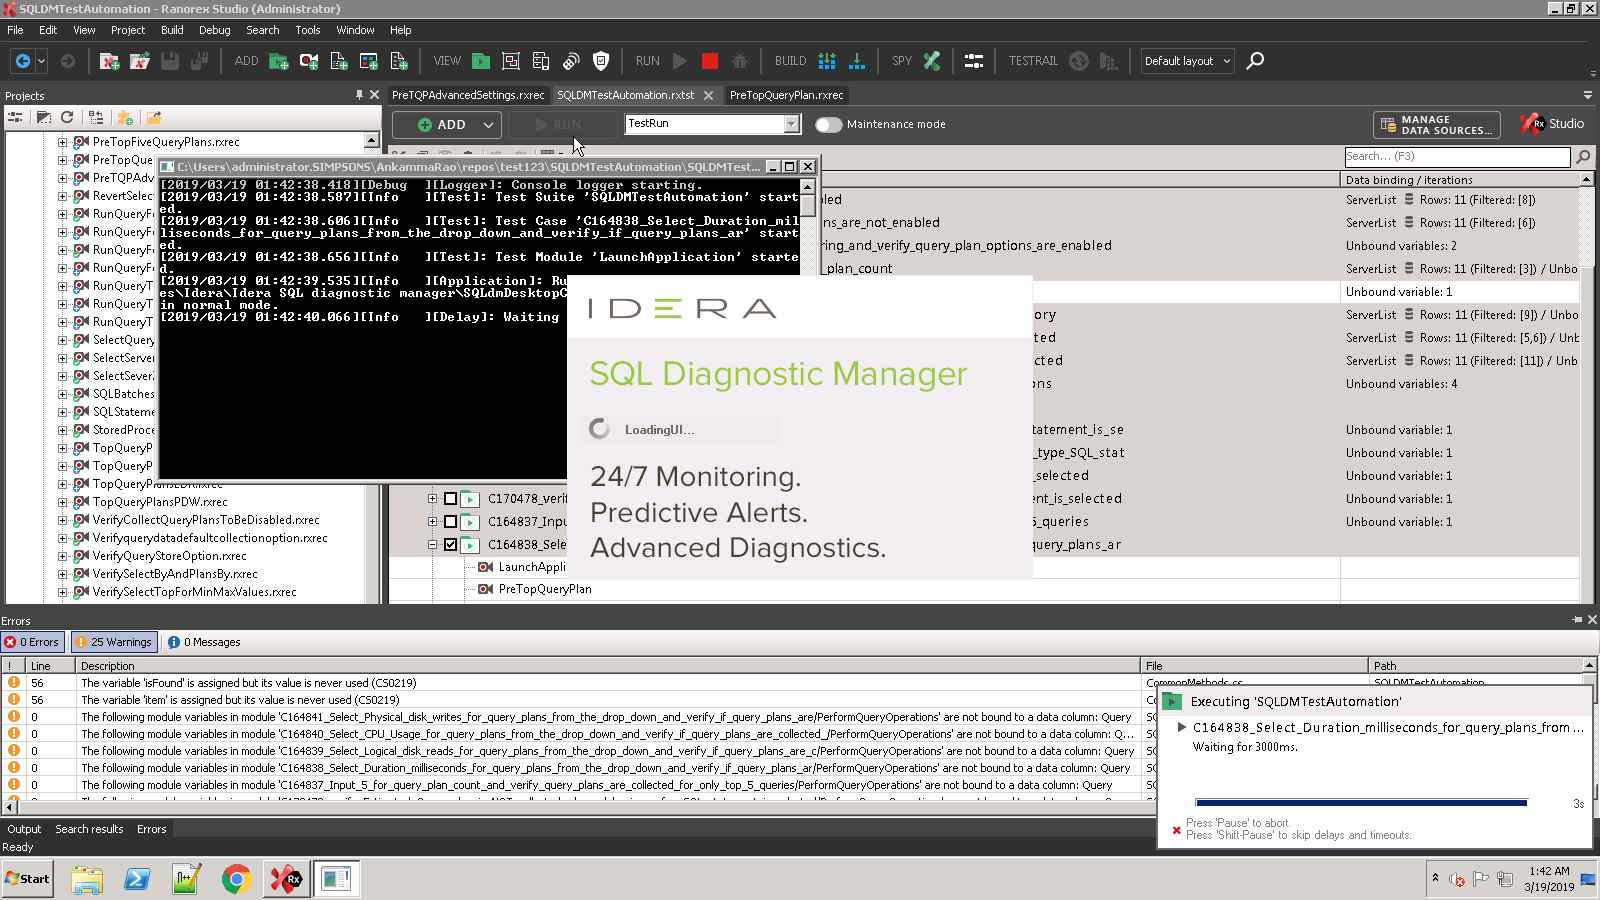 SQLDMTestAutomation - Ranorex Studio (Administrator)
File Edit View Project Build Debug Search Tools Window Help
ADD VIEW RUN BUILD SPY TESTRAIL Default layout
Projects
PreTQPAdvancedSettings.rxrec SQLDMTestAutomation.rxtst PreTopQueryPlan.rxrec
ADD RUN TestRun Maintenance mode MANAGE DATA SOURCES... Rx Studio
Search... (F3)
PreTopFiveQueryPlans.rxrec
PreTopQue
PreTQPAdv
RevertSelect
RunQueryFo
RunQueryFo
RunQueryFo
RunQueryFo
RunQueryT
RunQueryT
RunQueryT
SelectQuery
SelectServer
SelectSever
SQLBatches
SQLStateme
StoredProce
TopQueryP
TopQueryP
TopQueryPlansPDW.rxrec
VerifyCollectQueryPlansToBeDisabled.rxrec
Verifyquerydatadefaultcollectionoption.rxrec
VerifyQueryStoreOption.rxrec
VerifySelectByAndPlansBy.rxrec
VerifySelectTopForMinMaxValues.rxrec
C:\Users\administrator.SIMPSONS\AnkammaRao\repos\test123\SQLDMTestAutomation\SQLDMTest...
[2019/03/19 01:42:38.418][Debug ][Logger]: Console logger starting.
[2019/03/19 01:42:38.587][Info ][Test]: Test Suite 'SQLDMTestAutomation' start
ed.
[2019/03/19 01:42:38.606][Info ][Test]: Test Case 'C164838_Select_Duration_mil
liseconds_for_query_plans_from_the_drop_down_and_verify_if_query_plans_ar' start
ed.
[2019/03/19 01:42:38.656][Info ][Test]: Test Module 'LaunchApplication' starte
d.
[2019/03/19 01:42:39.535][Info ][Application]: Ru
es\Idera\Idera SQL diagnostic manager\SQLdmDesktopC
in normal mode.
[2019/03/19 01:42:40.066][Info ][Delay]: Waiting
IDERA
SQL Diagnostic Manager
LoadingUI...
24/7 Monitoring.
Predictive Alerts.
Advanced Diagnostics.
Data binding / iterations
bled ServerList Rows: 11 (Filtered: [8])
ns_are_not_enabled ServerList Rows: 11 (Filtered: [6])
ring_and_verify_query_plan_options_are_enabled Unbound variables: 2
_plan_count ServerList Rows: 11 (Filtered: [3]) / Unbo
Unbound variable: 1
ory ServerList Rows: 11 (Filtered: [9]) / Unbo
ted ServerList Rows: 11 (Filtered: [5,6]) / Unb
cted ServerList Rows: 11 (Filtered: [11]) / Unb
ons Unbound variables: 4
tatement_is_se Unbound variable: 1
_type_SQL_stat Unbound variable: 1
_selected Unbound variable: 1
C170478_verif ent_is_selected Unbound variable: 1
C164837_Inpu 5_queries Unbound variable: 1
C164838_Sele query_plans_ar
LaunchAppli
PreTopQueryPlan
Errors
0 Errors 25 Warnings 0 Messages
! Line Description File Path
56 The variable 'isFound' is assigned but its value is never used (CS0219) CommonMethods.cs SQLDMTestAutomation
56 The variable 'item' is assigned but its value is never used (CS0219)
0 The following module variables in module 'C164841_Select_Physical_disk_writes_for_query_plans_from_the_drop_down_and_verify_if_query_plans_are/PerformQueryOperations' are not bound to a data column: Query
0 The following module variables in module 'C164840_Select_CPU_Usage_for_query_plans_from_the_drop_down_and_verify_if_query_plans_are_collected_/PerformQueryOperations' are not bound to a data column: Q...
0 The following module variables in module 'C164839_Select_Logical_disk_reads_for_query_plans_from_the_drop_down_and_verify_if_query_plans_are_c/PerformQueryOperations' are not bound to a data column: Query
0 The following module variables in module 'C164838_Select_Duration_milliseconds_for_query_plans_from_the_drop_down_and_verify_if_query_plans_ar/PerformQueryOperations' are not bound to a data column: Query
0 The following module variables in module 'C164837_Input_5_for_query_plan_count_and_verify_query_plans_are_collected_for_only_top_5_queries/PerformQueryOperations' are not bound to a data column: Query
Executing 'SQLDMTestAutomation'
C164838_Select_Duration_milliseconds_for_query_plans_from ...
Waiting for 3000ms.
3s
Press 'Pause' to abort.
Press 'Shift-Pause' to skip delays and timeouts.
Output Search results Errors
Ready
Start
1:42 AM
3/19/2019